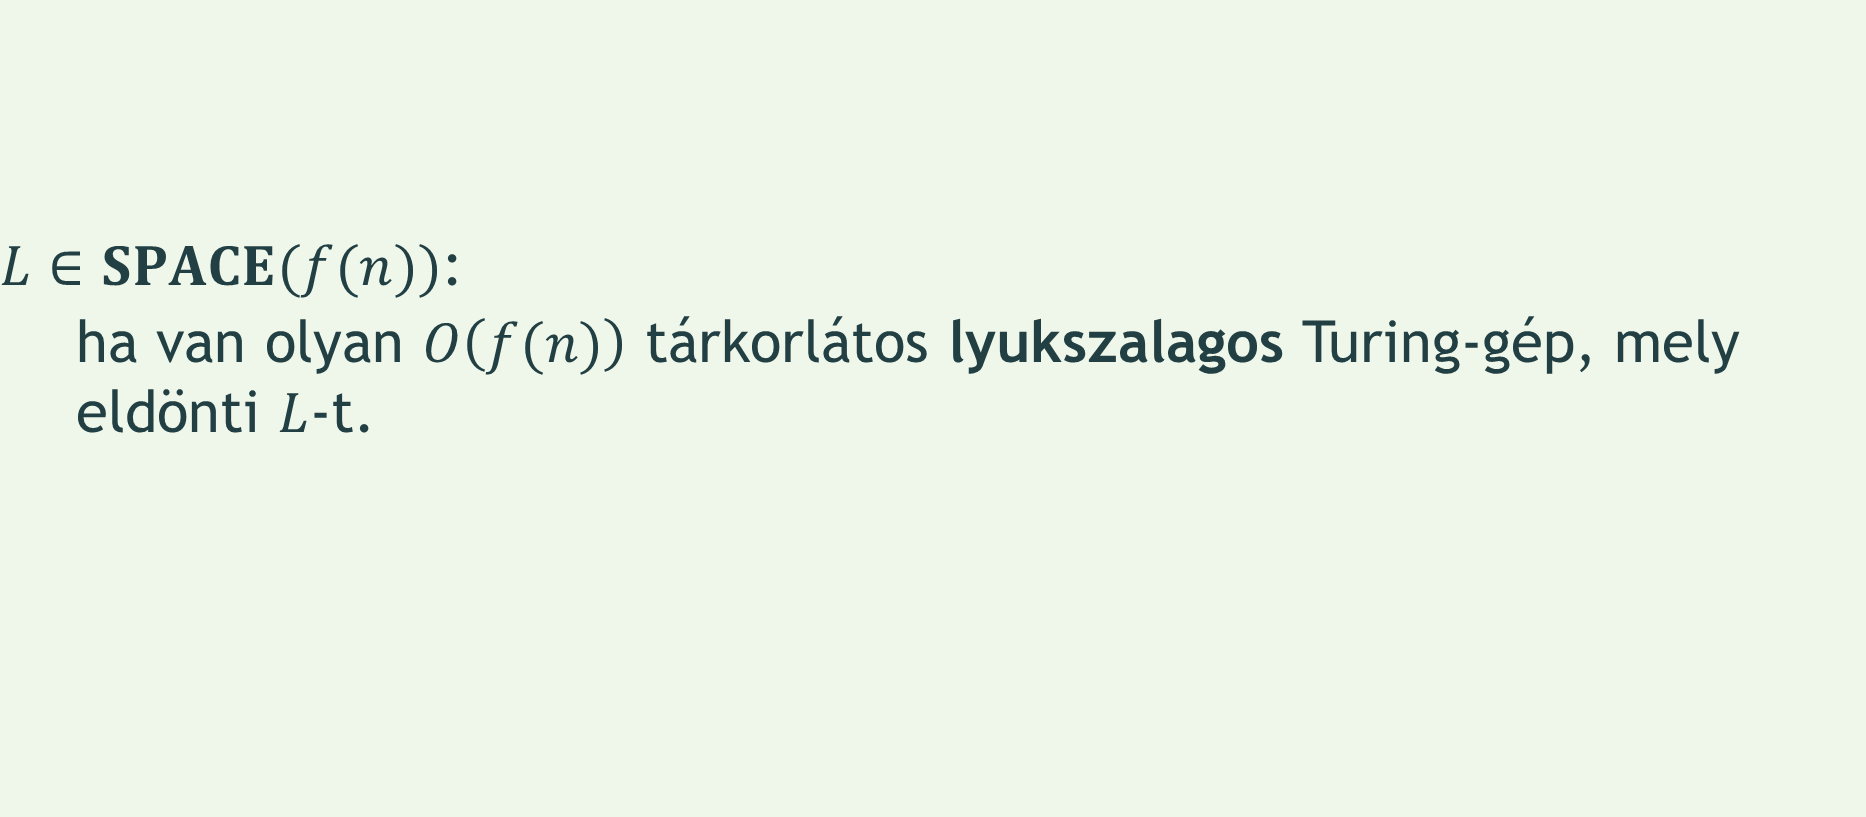 L ∈ SPACE(f(n)):
ha van olyan O(f(n)) tárkorlátos lyukszalagos Turing-gép, mely
eldönti L-t.